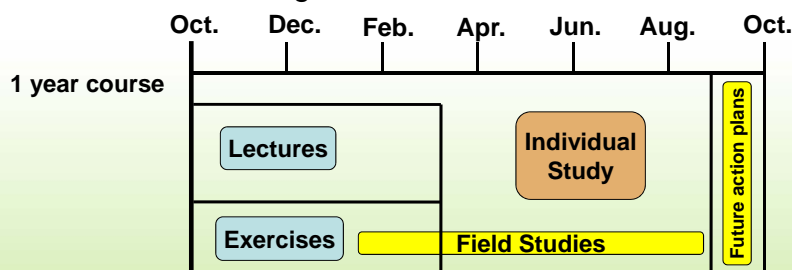 Oct. Dec. Feb. Apr. Jun. Aug. Oct.
1 year course
Lectures
Individual
Study
Exercises
Field Studies
Future action plans